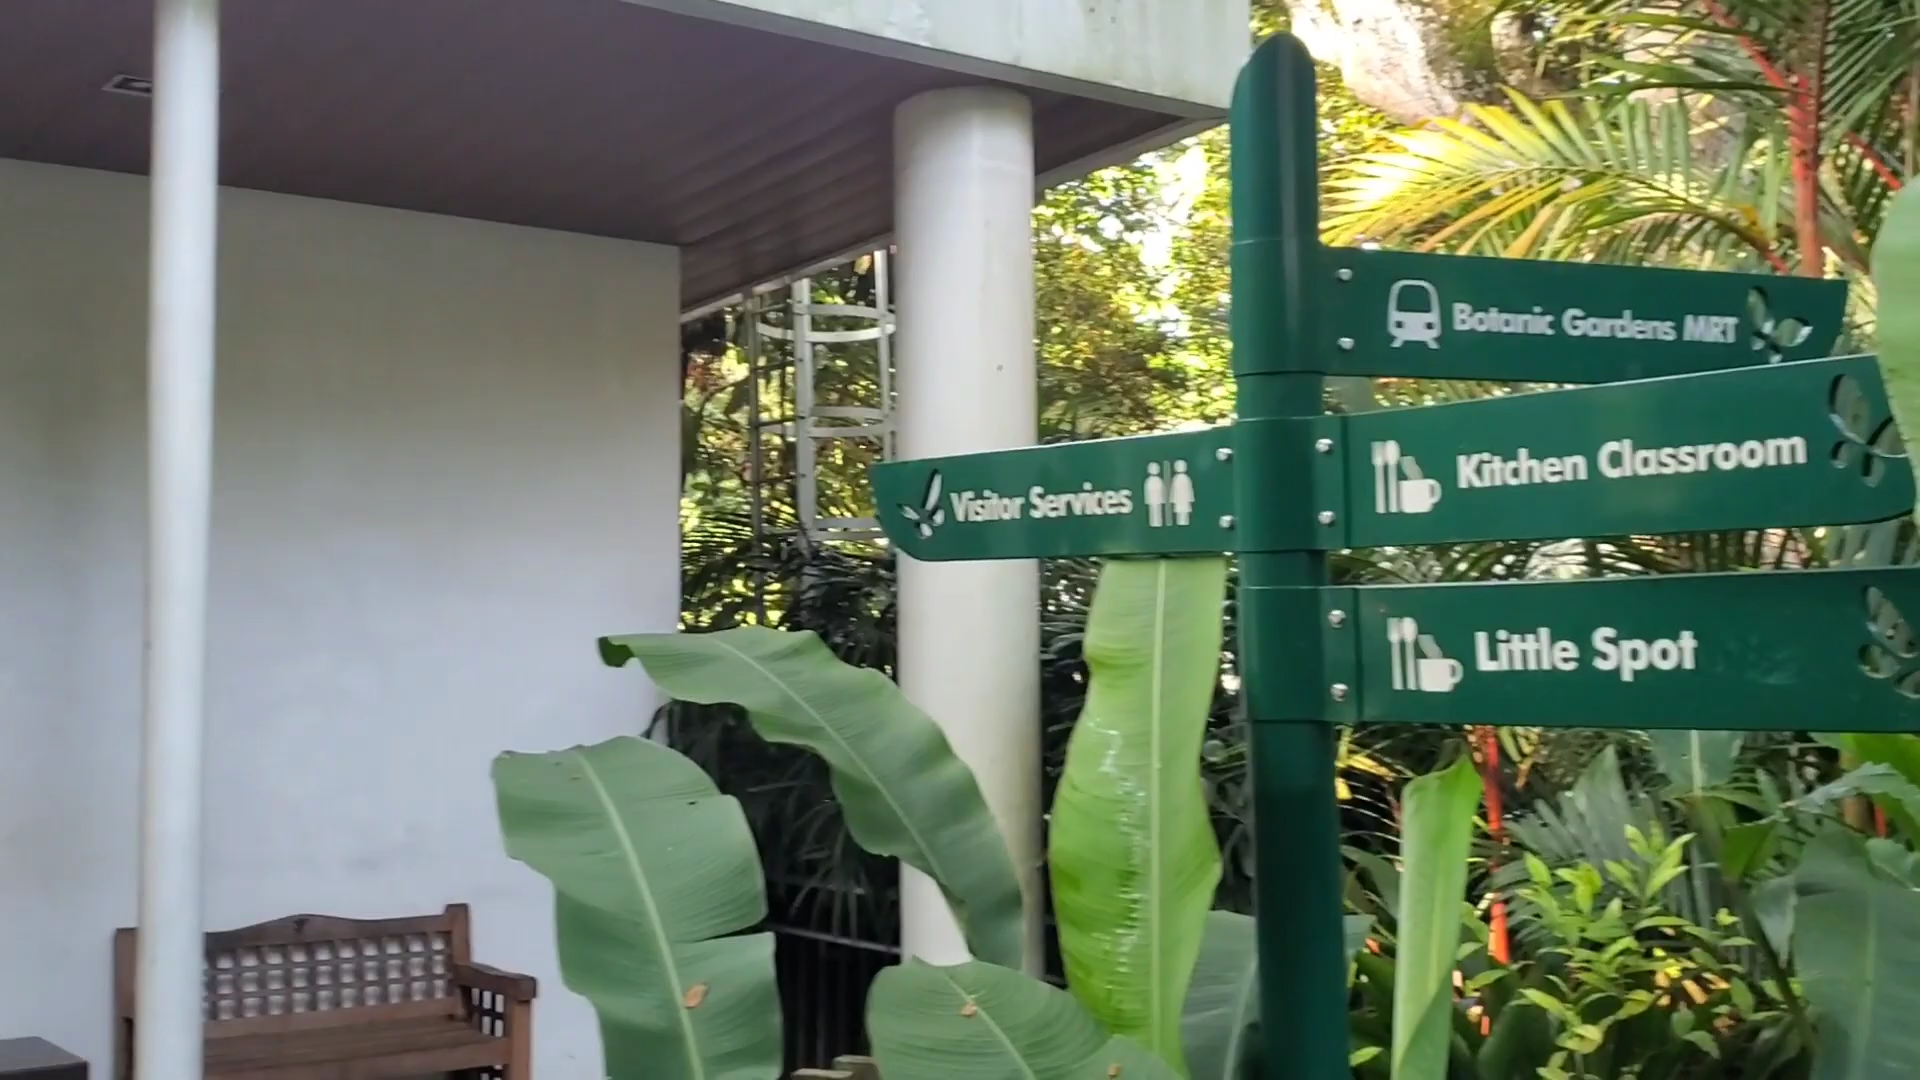 Botanic Gardens MRT
Kitchen Classroom
Visitor Services
Little Spot